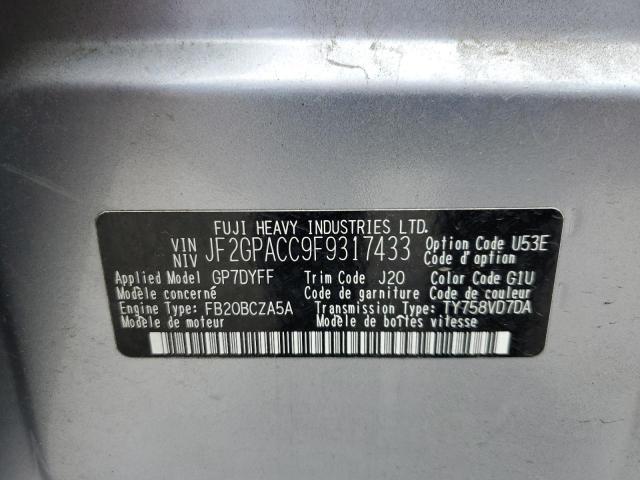 FUJI HEAVY INDUSTRIES LTD.
VIN NIV JF2GPACC9F9317433 Option Code U53E
Code d'option
Applied Model GP7DYFF Trim Code J20 Color Code G1U
Modèle concerné Code de garniture Code de couleur
Engine Type: FB20BCZA5A Transmission Type: TY758VD7DA
Modèle de moteur Modèle de boîtes vitesse